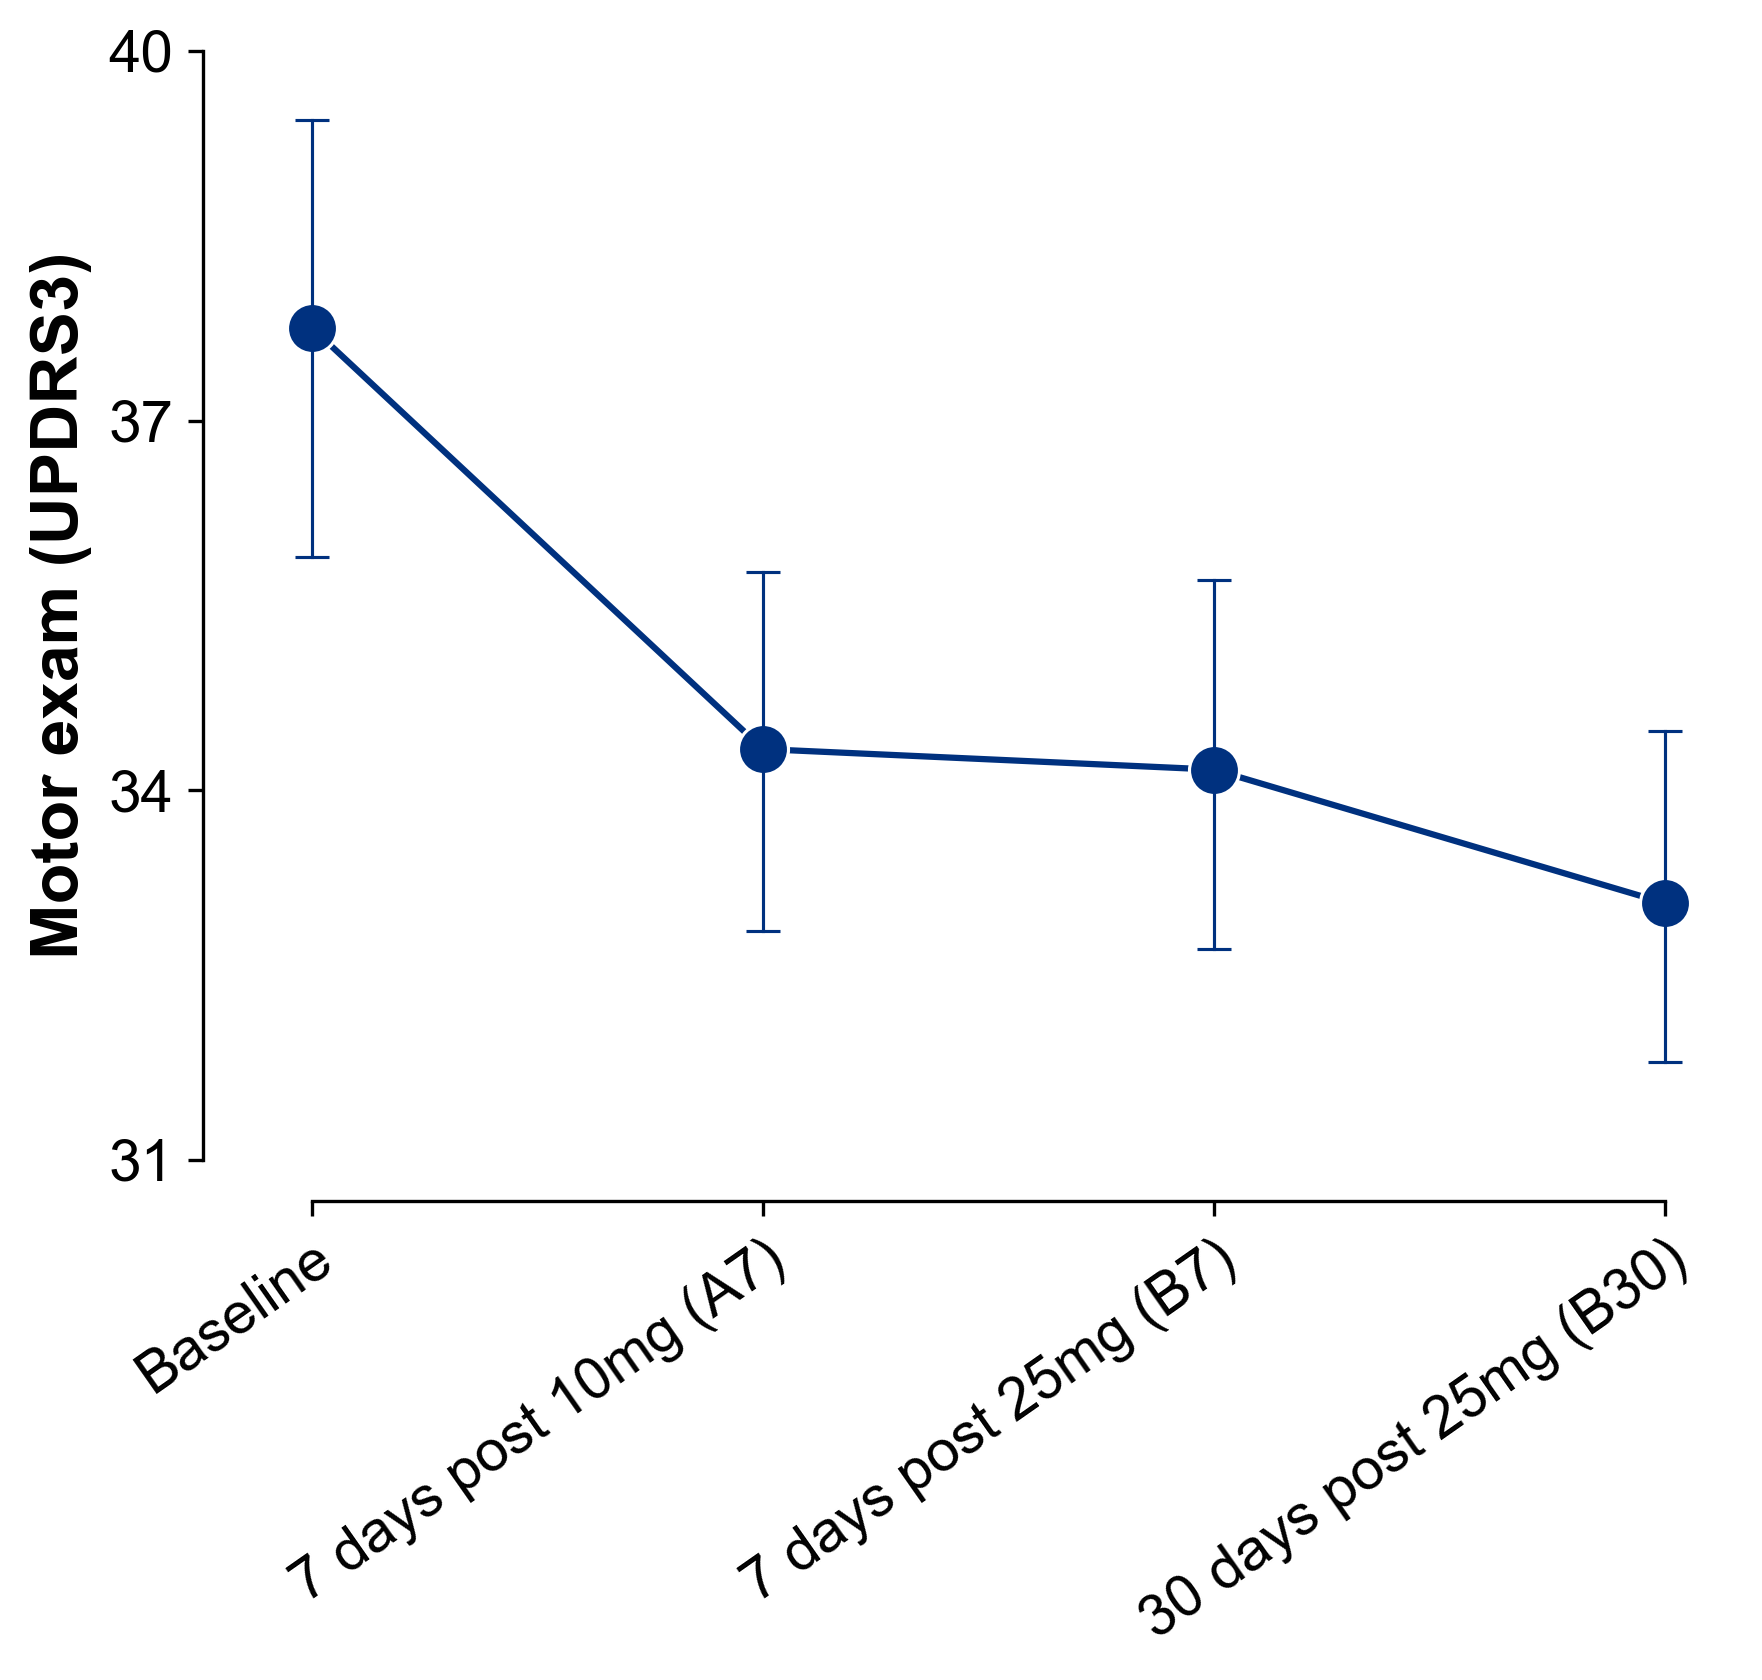 Motor exam (UPDRS3)
40
37
34
31
Baseline
7 days post 10mg (A7)
7 days post 25mg (B7)
30 days post 25mg (B30)